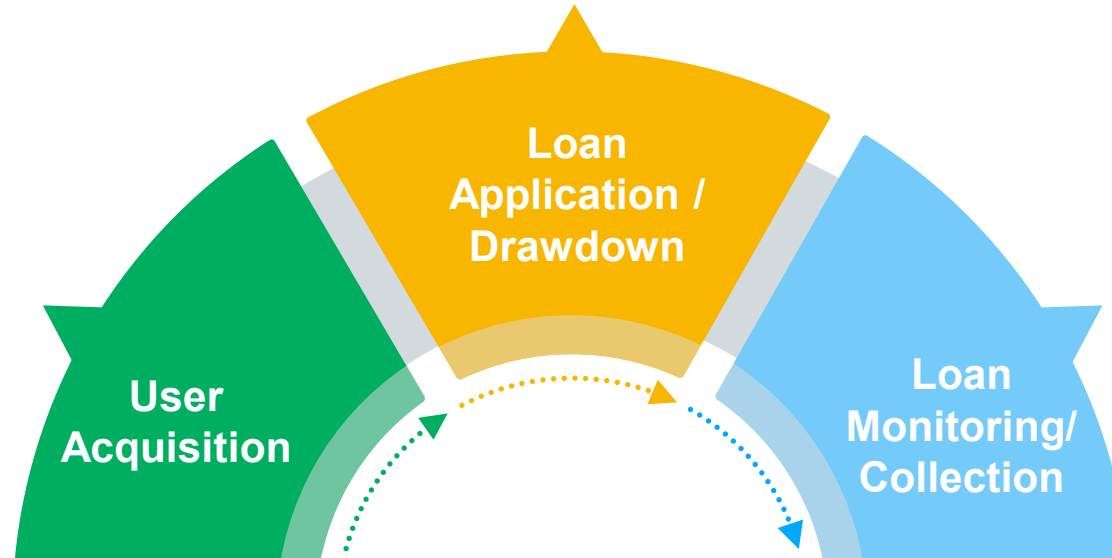 User
Acquisition
Loan
Application /
Drawdown
Loan
Monitoring/
Collection